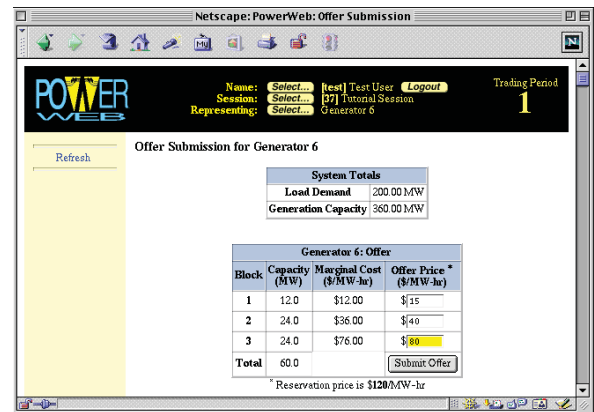 Netscape: PowerWeb: Offer Submission
My
N
POWER
WEB
Name: Select... [test] Test User Logout
Session: Select... [37] Tutorial Session
Representing: Select... Generator 6
Trading Period
1
Refresh
Offer Submission for Generator 6
System Totals
Load Demand 200.00 MW
Generation Capacity 360.00 MW
Generator 6: Offer
Block Capacity (MW) Marginal Cost ($/MW-hr) Offer Price * ($/MW-hr)
1 12.0 $12.00 $ 15
2 24.0 $36.00 $ 40
3 24.0 $76.00 $ 80
Total 60.0 Submit Offer
* Reservation price is $120/MW-hr